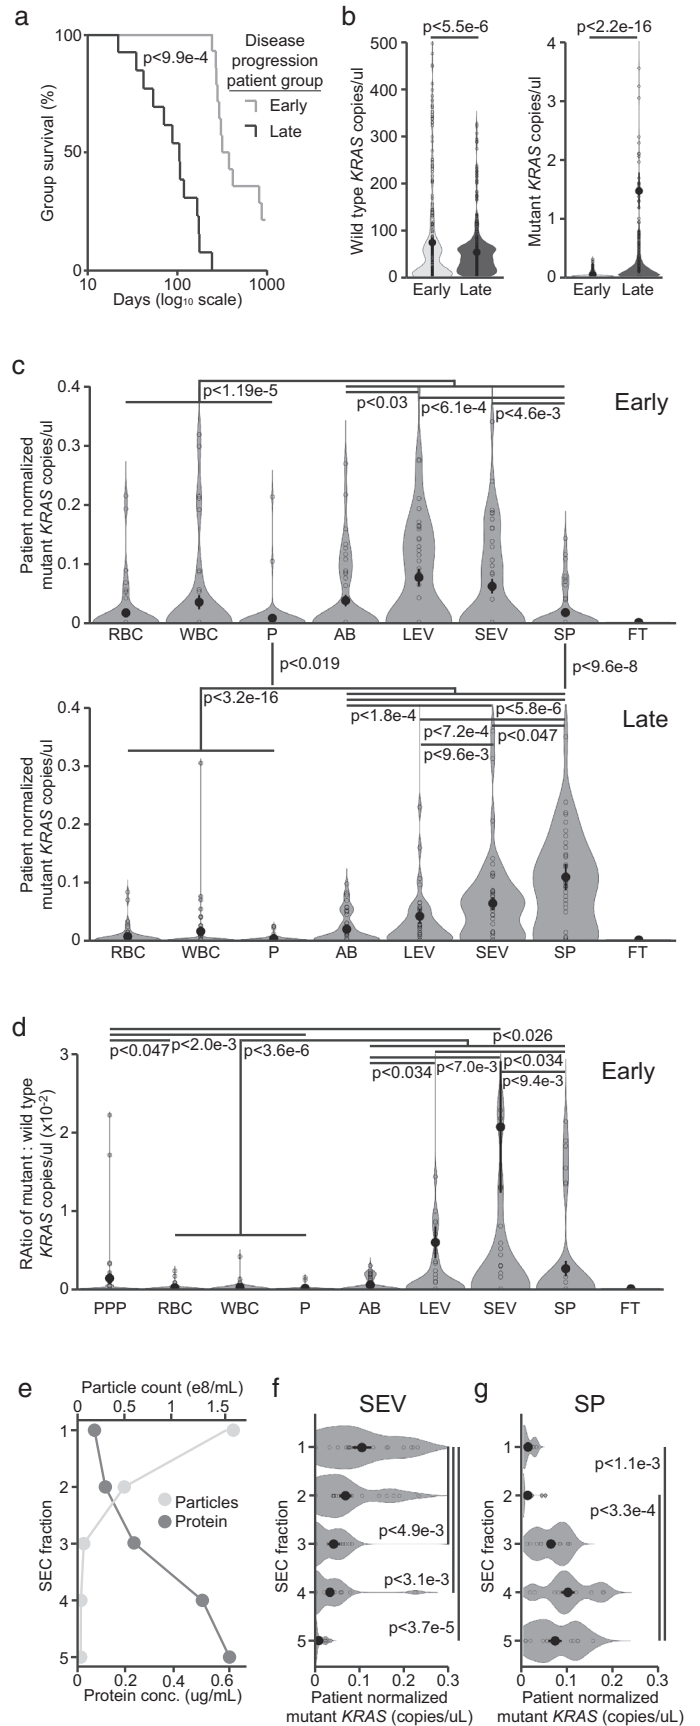 a
100
50
0
Group survival (%)
p<9.9e-4
Disease
progression
patient group
Early
Late
10
100
1000
Days (log₁₀ scale)
b
p<5.5e-6
500
400
300
200
100
0
Wild type KRAS copies/ul
Early Late
p<2.2e-16
4
3
2
1
0
Mutant KRAS copies/ul
Early Late
c
0.4
0.3
0.2
0.1
0
Patient normalized
mutant KRAS copies/ul
p<1.19e-5
p<0.03
p<6.1e-4
p<4.6e-3
Early
RBC WBC P AB LEV SEV SP FT
p<0.019
p<9.6e-8
0.4
0.3
0.2
0.1
0
Patient normalized
mutant KRAS copies/ul
p<3.2e-16
p<1.8e-4
p<5.8e-6
p<7.2e-4
p<0.047
p<9.6e-3
Late
RBC WBC P AB LEV SEV SP FT
d
3
2
1
0
RAtio of mutant : wild type
KRAS copies/ul (x10⁻²)
p<0.047
p<2.0e-3
p<3.6e-6
p<0.026
p<0.034
p<7.0e-3
p<0.034
p<9.4e-3
Early
PPP RBC WBC P AB LEV SEV SP FT
e
Particle count (e8/mL)
0 0.5 1 1.5
1
2
3
4
5
SEC fraction
Particles
Protein
0 0.2 0.4 0.6
Protein conc. (ug/mL)
f
SEV
1
2
3
4
5
SEC fraction
p<4.9e-3
p<3.1e-3
p<3.7e-5
0 0.1 0.2 0.3
Patient normalized
mutant KRAS (copies/uL)
g
SP
1
2
3
4
5
SEC fraction
p<1.1e-3
p<3.3e-4
0 0.1 0.2 0.3
Patient normalized
mutant KRAS (copies/uL)